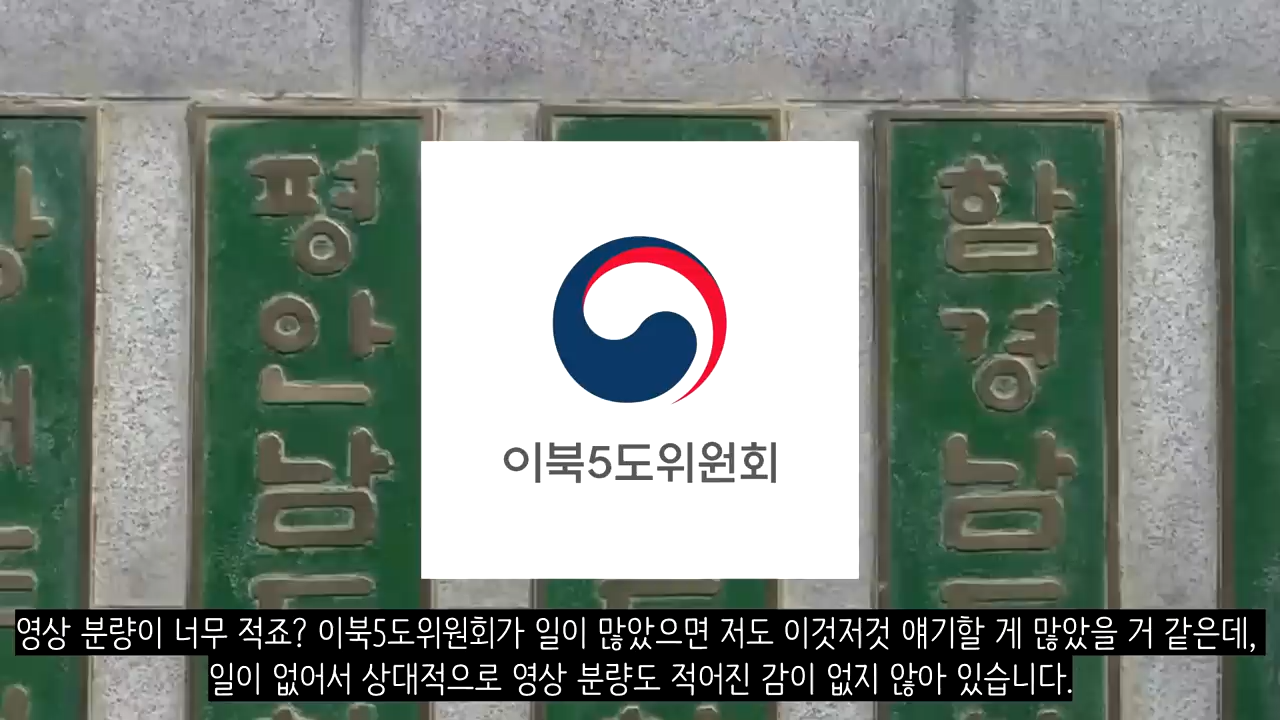 평안남
함경남
이북5도위원회
영상 분량이 너무 적죠? 이북5도위원회가 일이 많았으면 저도 이것저것 얘기할 게 많았을 거 같은데,
일이 없어서 상대적으로 영상 분량도 적어진 감이 없지 않아 있습니다.